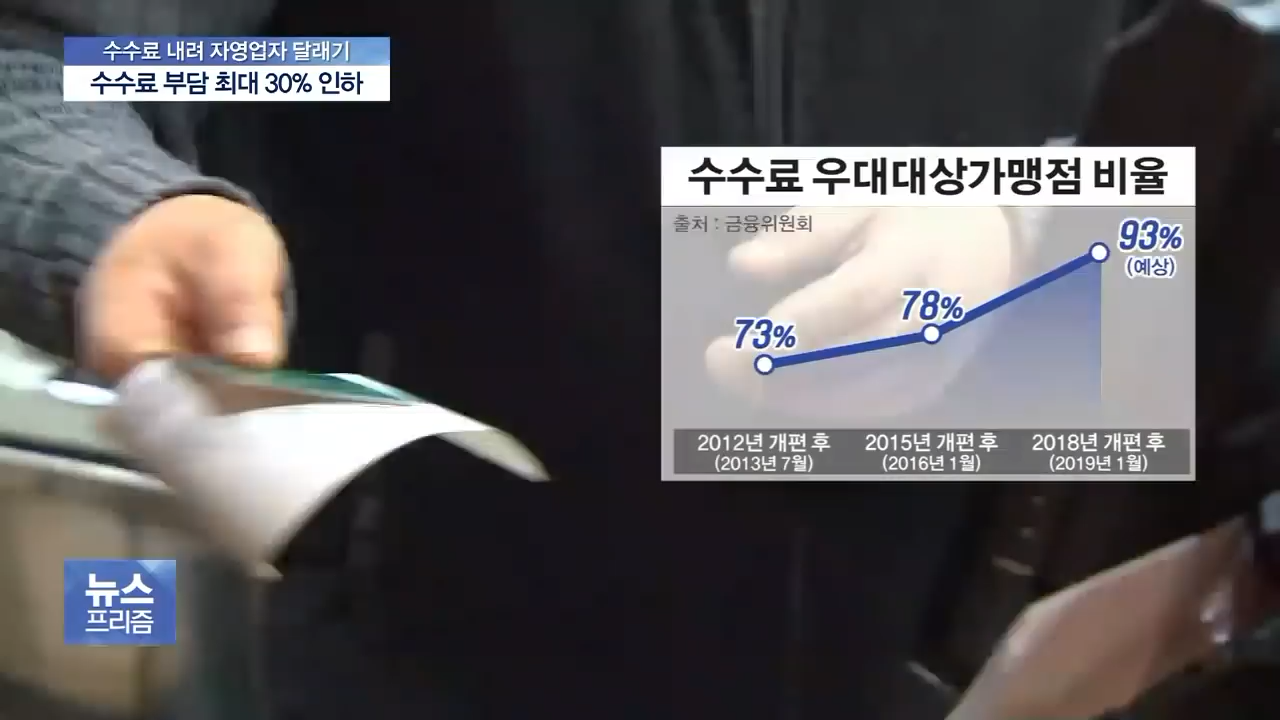 수수료 내려 자영업자 달래기
수수료 부담 최대 30% 인하
수수료 우대대상가맹점 비율
출처 : 금융위원회
73%
78%
93%
(예상)
2012년 개편 후
(2013년 7월)
2015년 개편 후
(2016년 1월)
2018년 개편 후
(2019년 1월)
뉴스
프리즘